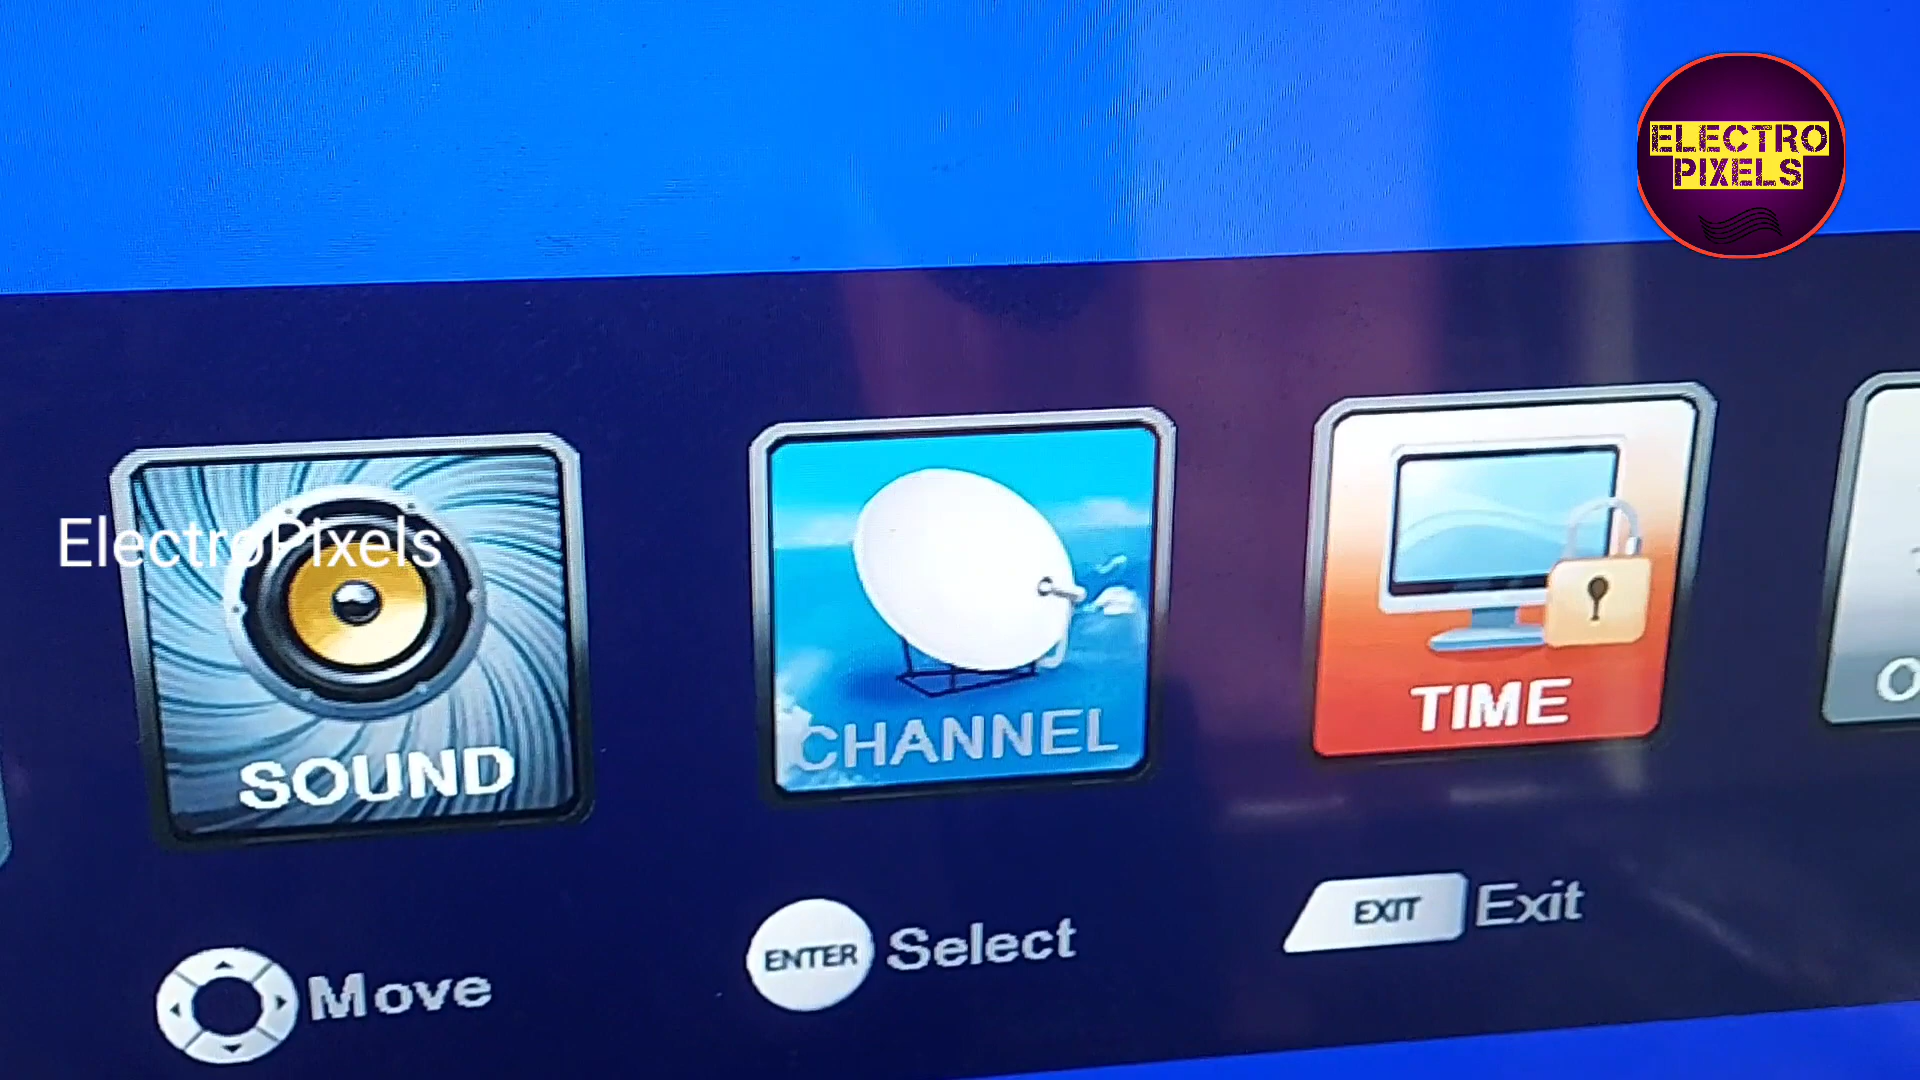 ELECTRO
PIXELS
ElectroPixels
SOUND
CHANNEL
TIME
O
Move
ENTER Select
EXIT Exit